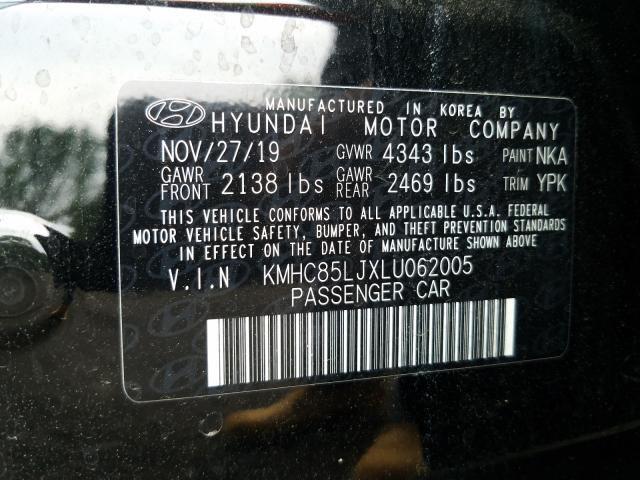 MANUFACTURED IN KOREA BY
HYUNDAI MOTOR COMPANY
NOV/27/19 GVWR 4343 lbs PAINT NKA
GAWR FRONT 2138 lbs GAWR REAR 2469 lbs TRIM YPK
THIS VEHICLE CONFORMS TO ALL APPLICABLE U.S.A. FEDERAL
MOTOR VEHICLE SAFETY, BUMPER, AND THEFT PREVENTION STANDARDS
IN EFFECT ON THE DATE OF MANUFACTURE SHOWN ABOVE
V.I.N KMHC85LJXLU062005
PASSENGER CAR